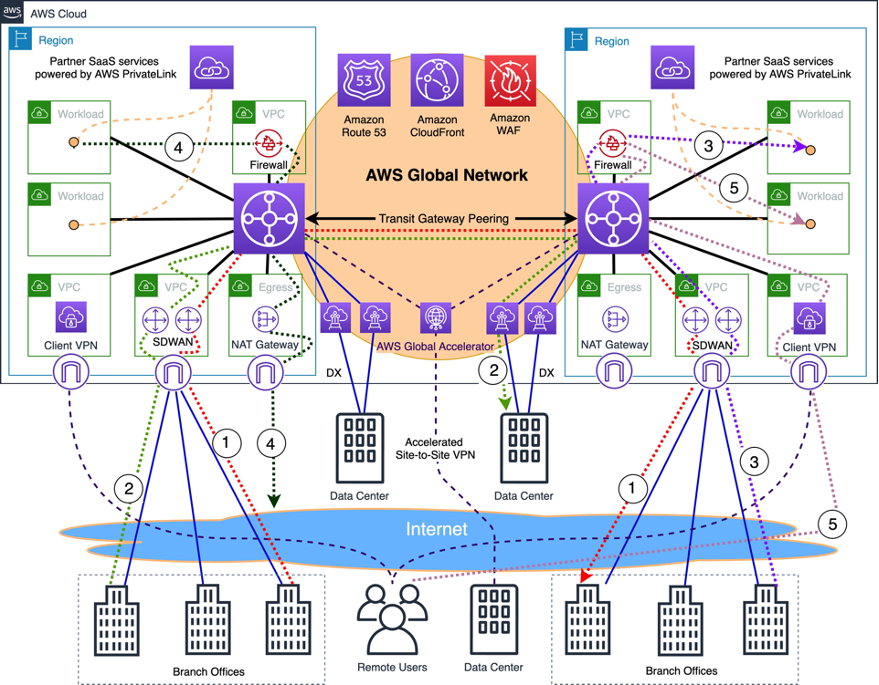 aws
AWS Cloud
Region
Partner SaaS services
powered by AWS PrivateLink
Workload
VPC
4
Firewall
Workload
VPC
Client VPN
VPC
SDWAN
Egress
NAT Gateway
53
Amazon
Route 53
Amazon
CloudFront
Amazon
WAF
AWS Global Network
Transit Gateway Peering
AWS Global Accelerator
DX
2
DX
Region
Partner SaaS services
powered by AWS PrivateLink
VPC
3
Workload
Firewall
5
Workload
Egress
NAT Gateway
VPC
SDWAN
VPC
Client VPN
1
4
2
Accelerated
Site-to-Site VPN
Data Center
Data Center
1
3
5
Internet
Branch Offices
Remote Users
Data Center
Branch Offices